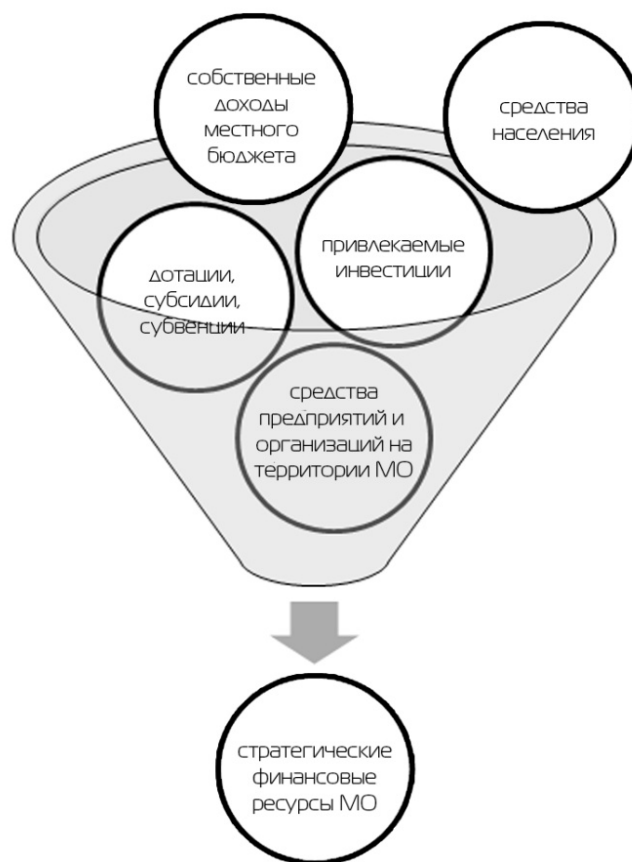 собственные
доходы
местного
бюджета
средства
населения
привлекаемые
инвестиции
дотации,
субсидии,
субвенции
средства
предприятий и
организаций на
территории МО
стратегические
финансовые
ресурсы МО